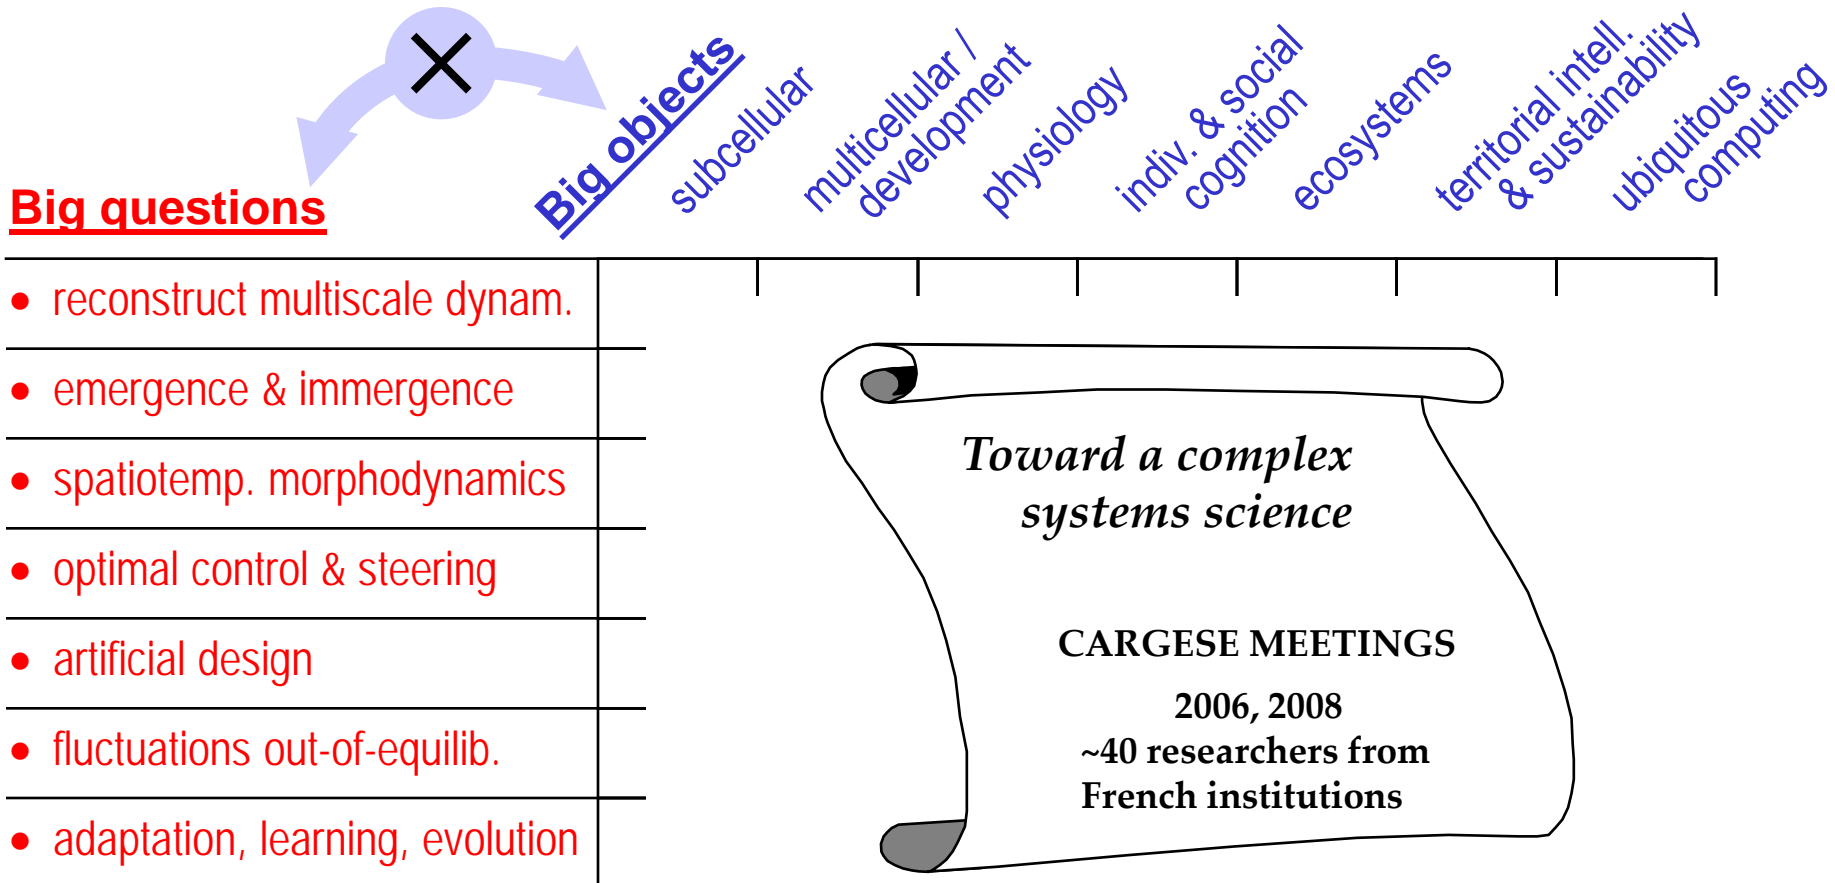 Big objects
subcellular
multicellular /
development
physiology
indiv. & social
cognition
ecosystems
territorial intell.
& sustainability
ubiquitous
computing
Big questions
• reconstruct multiscale dynam.
• emergence & immergence
• spatiotemp. morphodynamics
• optimal control & steering
• artificial design
• fluctuations out-of-equilib.
• adaptation, learning, evolution
Toward a complex
systems science
CARGESE MEETINGS
2006, 2008
~40 researchers from
French institutions